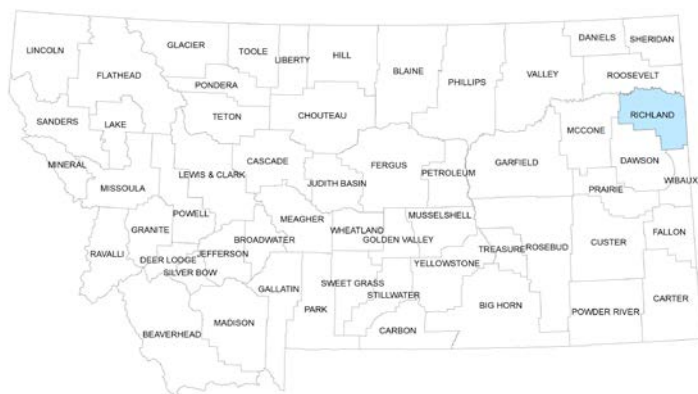 LINCOLN
GLACIER
TOOLE
LIBERTY
HILL
BLAINE
PHILLIPS
VALLEY
DANIELS
SHERIDAN
FLATHEAD
PONDERA
ROOSEVELT
SANDERS
LAKE
TETON
CHOUTEAU
RICHLAND
MCCONE
MINERAL
MISSOULA
LEWIS & CLARK
CASCADE
JUDITH BASIN
FERGUS
PETROLEUM
GARFIELD
DAWSON
WIBAUX
PRAIRIE
POWELL
GRANITE
RAVALLI
DEER LODGE
SILVER BOW
JEFFERSON
BROADWATER
MEAGHER
WHEATLAND
GOLDEN VALLEY
MUSSELSHELL
TREASURE
ROSEBUD
CUSTER
FALLON
YELLOWSTONE
GALLATIN
PARK
SWEET GRASS
STILLWATER
CARBON
BIG HORN
POWDER RIVER
CARTER
BEAVERHEAD
MADISON